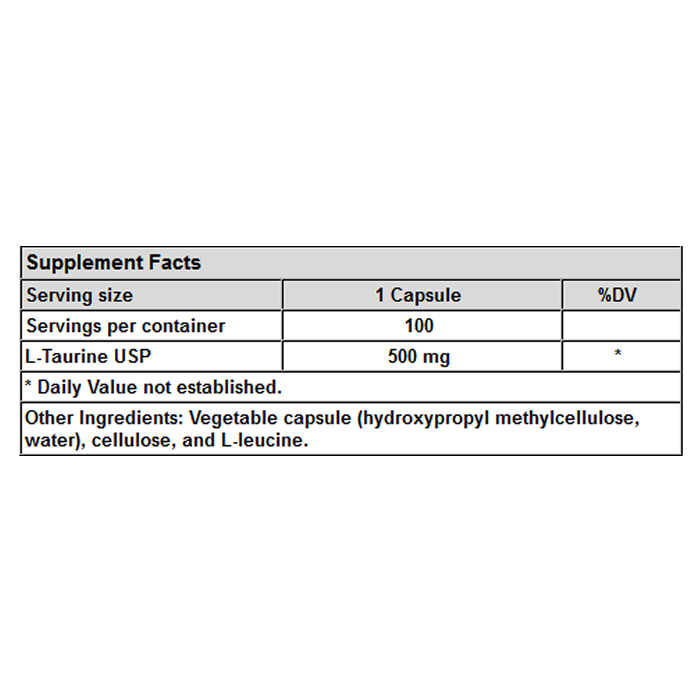 Supplement Facts
Serving size 1 Capsule %DV
Servings per container 100
L-Taurine USP 500 mg *
* Daily Value not established.
Other Ingredients: Vegetable capsule (hydroxypropyl methylcellulose,
water), cellulose, and L-leucine.